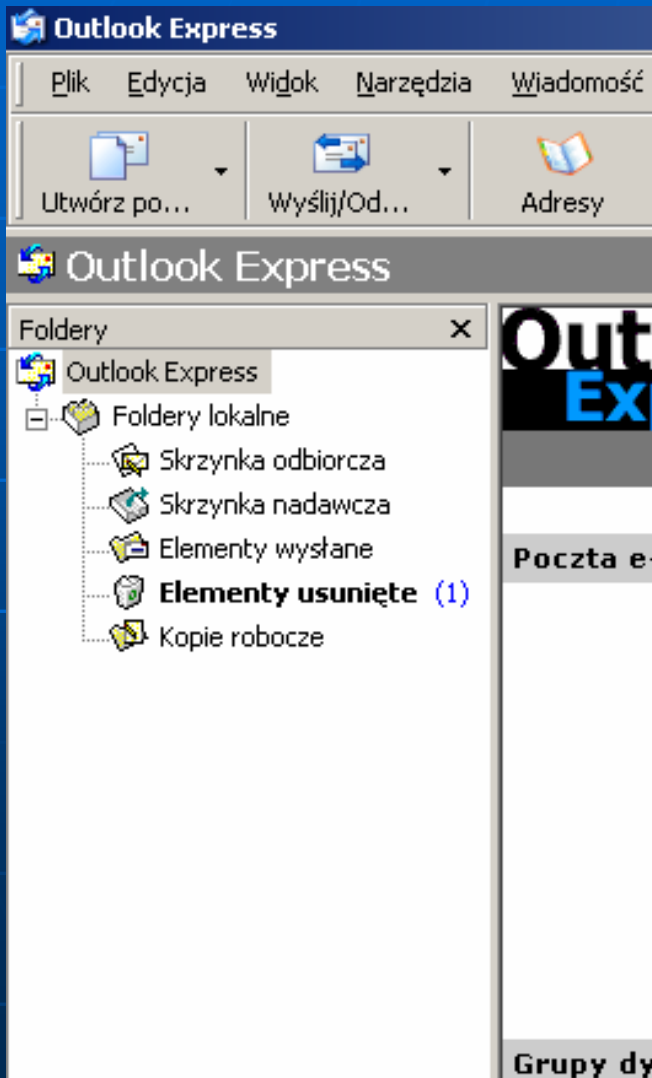 Outlook Express
Plik Edycja Widok Narzędzia Wiadomość
Utwórz po... Wyślij/Od... Adresy
Outlook Express
Foldery
Outlook Express
Foldery lokalne
Skrzynka odbiorcza
Skrzynka nadawcza
Elementy wysłane
Elementy usunięte (1)
Kopie robocze
Out
Exp
Poczta e-
Grupy dy